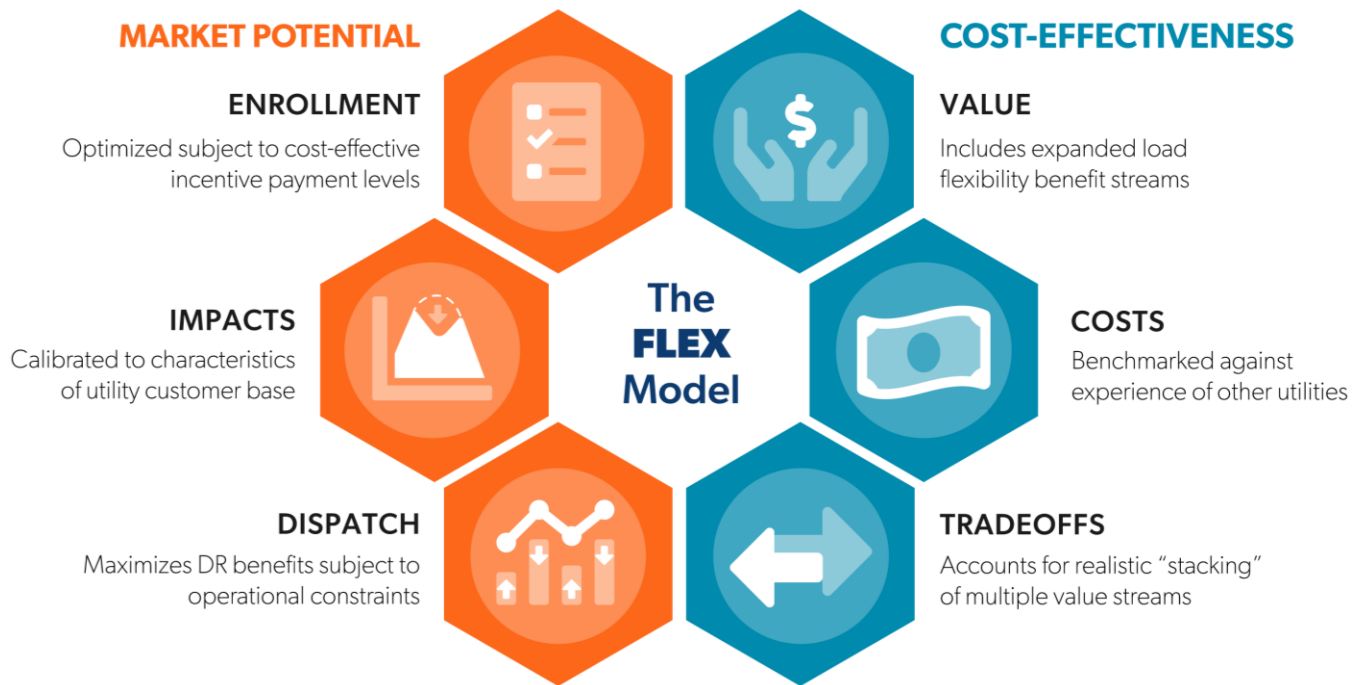 MARKET POTENTIAL
ENROLLMENT
Optimized subject to cost-effective
incentive payment levels
IMPACTS
Calibrated to characteristics
of utility customer base
DISPATCH
Maximizes DR benefits subject to
operational constraints
The
FLEX
Model
$
COST-EFFECTIVENESS
VALUE
Includes expanded load
flexibility benefit streams
COSTS
Benchmarked against
experience of other utilities
TRADEOFFS
Accounts for realistic “stacking”
of multiple value streams